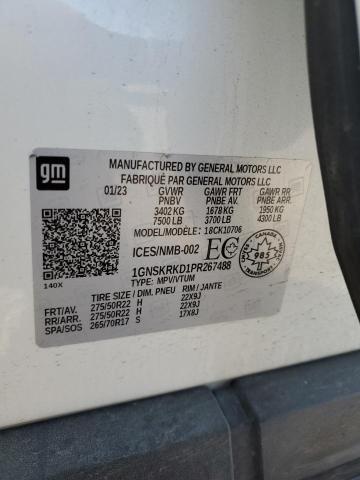 gm
MANUFACTURED BY GENERAL MOTORS LLC
FABRIQUÉ PAR GENERAL MOTORS LLC
01/23 GVWR GAWR FRT GAWR RR
PNBV PNBE AVT PNBE ARR.
3402 KG 1678 KG 1950 KG
7500 LB 3700 LB 4300 LB
MODEL/MODÈLE: 18CK10706
ICES/NMB-002 EC CANADA 985
1GNSKRKD1PR267488
140X TYPE: MPV/VTUM
TIRE SIZE / DIM. PNEU RIM / JANTE
FRT/AV. 275/50R22 H 22X9J
RR/ARR. 275/50R22 H 22X9J
SPA/SOS 265/70R17 S 17X8J